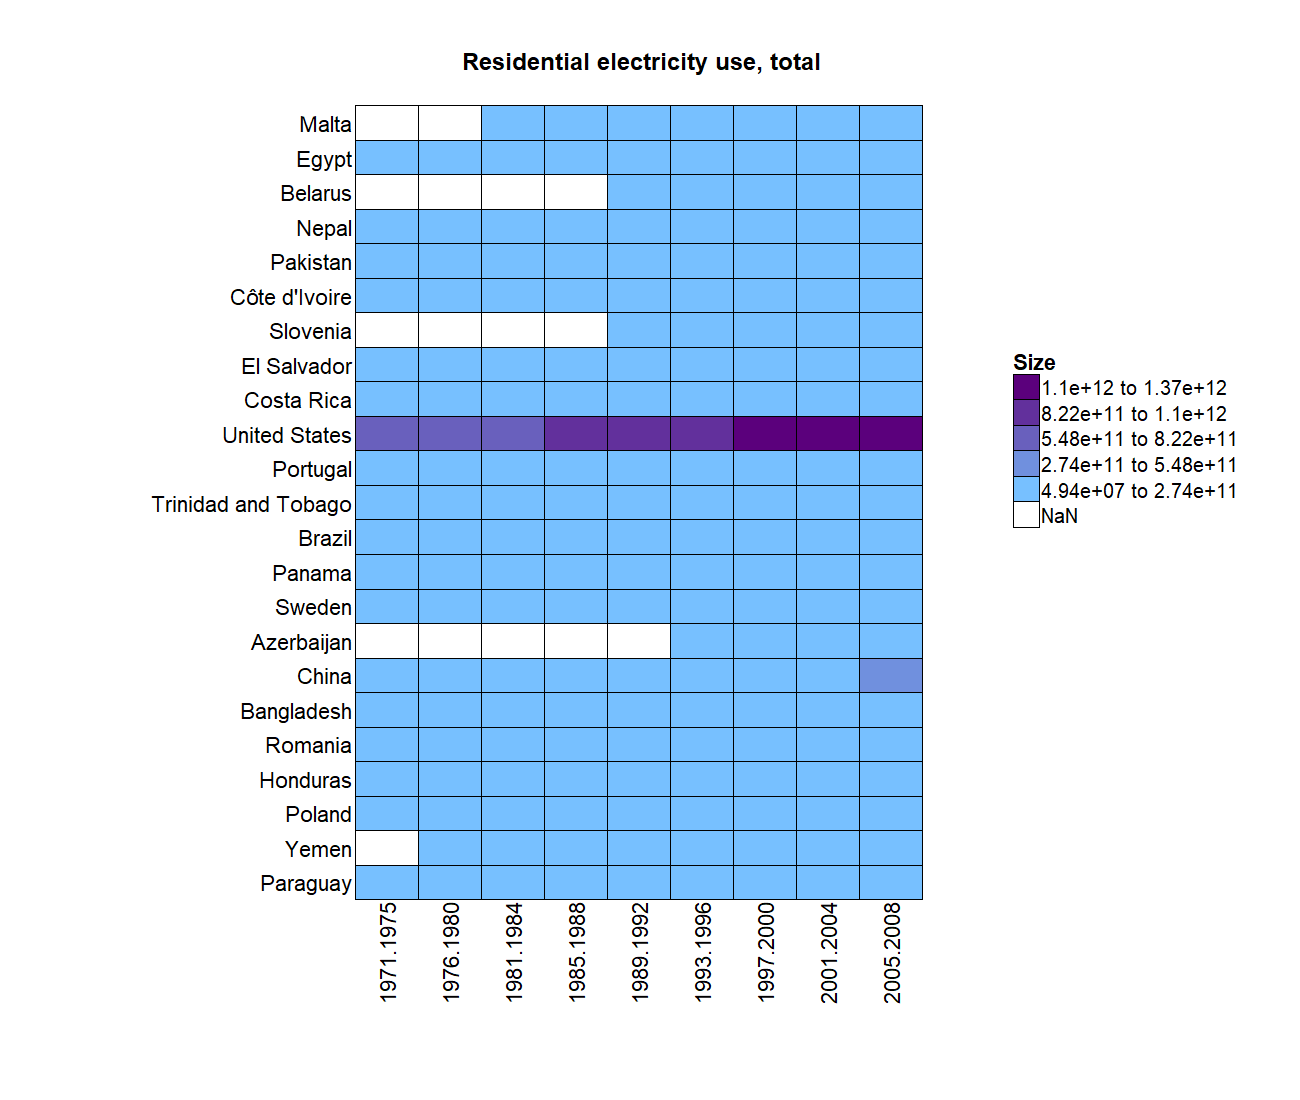 Residential electricity use, total
Malta
Egypt
Belarus
Nepal
Pakistan
Côte d'Ivoire
Slovenia
El Salvador
Costa Rica
United States
Portugal
Trinidad and Tobago
Brazil
Panama
Sweden
Azerbaijan
China
Bangladesh
Romania
Honduras
Poland
Yemen
Paraguay
1971.1975
1976.1980
1981.1984
1985.1988
1989.1992
1993.1996
1997.2000
2001.2004
2005.2008
Size
1.1e+12 to 1.37e+12
8.22e+11 to 1.1e+12
5.48e+11 to 8.22e+11
2.74e+11 to 5.48e+11
4.94e+07 to 2.74e+11
NaN